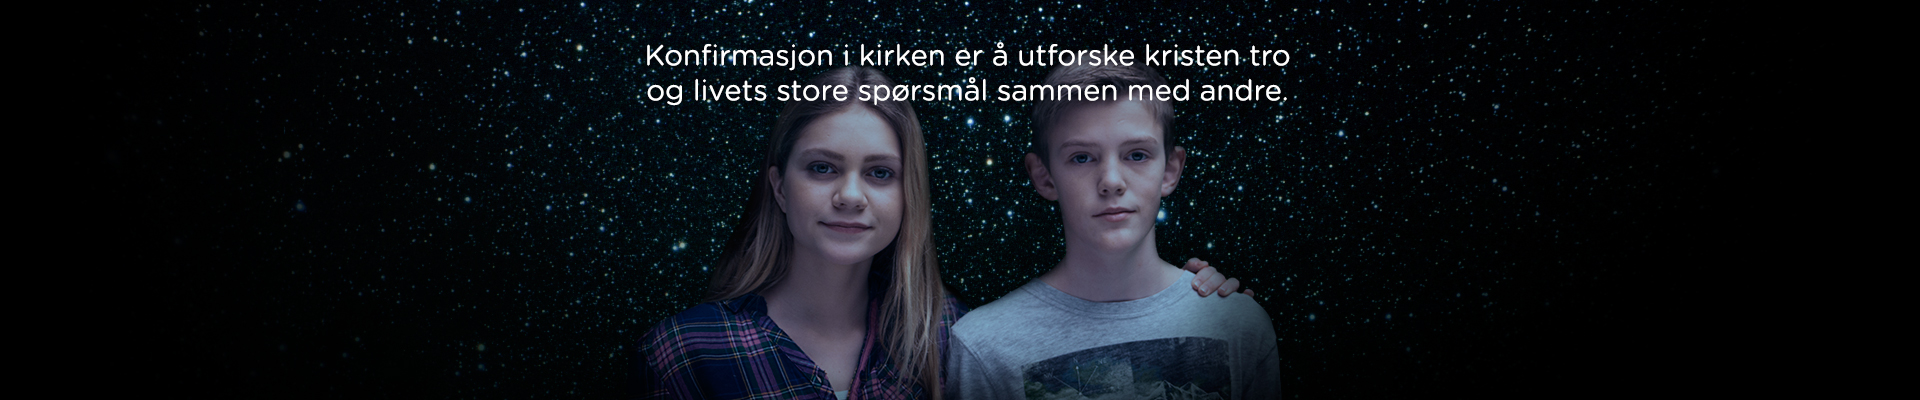 Konfirmasjon i kirken er å utforske kristen tro
og livets store spørsmål sammen med andre.